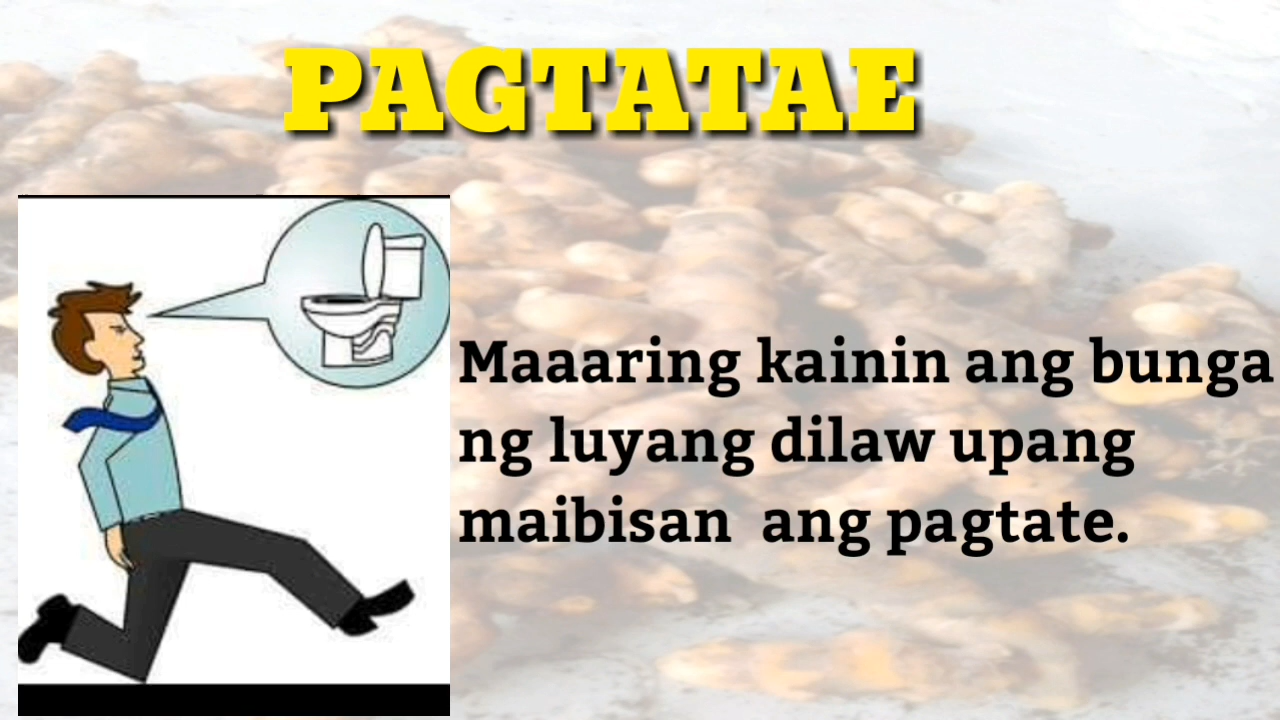 PAGTATAE
Maaaring kainin ang bunga
ng luyang dilaw upang
maibisan ang pagtate.